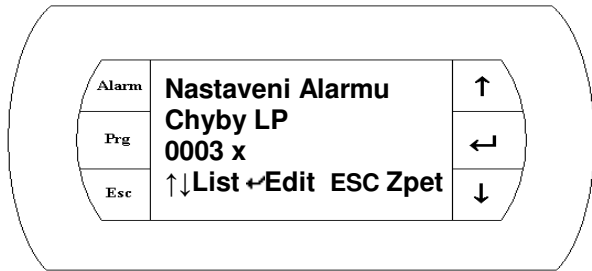 Alarm
Prg
Esc
Nastaveni Alarmu
Chyby LP
0003 x
↑↓List ↵Edit ESC Zpet
↑
↵
↓